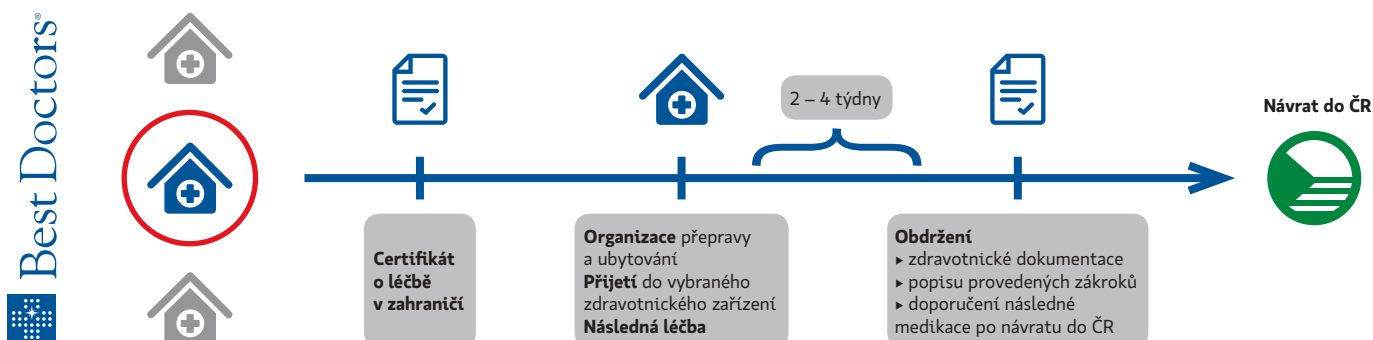 Best Doctors®
2 – 4 týdny
Návrat do ČR
Certifikát
o léčbě
v zahraničí
Organizace přepravy
a ubytování
Přijetí do vybraného
zdravotnického zařízení
Následná léčba
Obdržení
▸ zdravotnické dokumentace
▸ popisu provedených zákroků
▸ doporučení následné
medikace po návratu do ČR